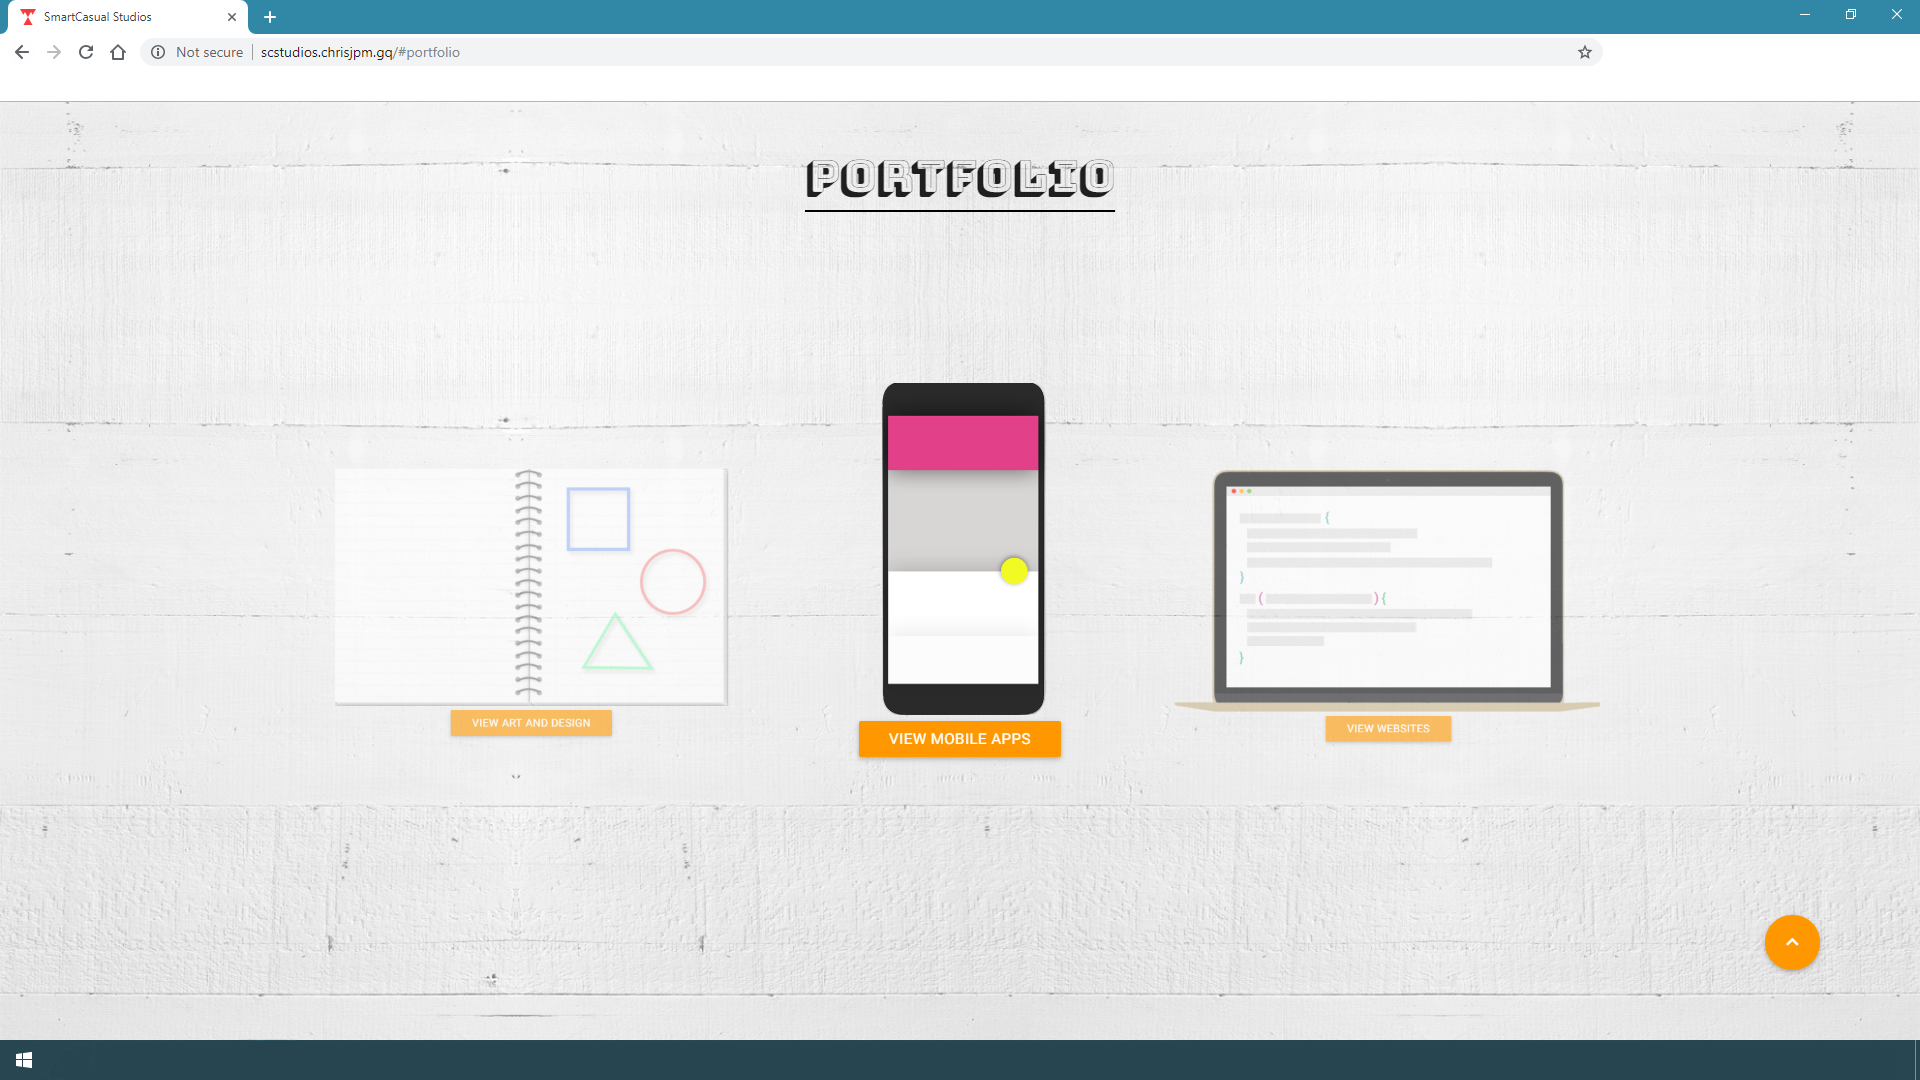 SmartCasual Studios
Not secure
scstudios.chrisjpm.gq/#portfolio
PORTFOLIO
VIEW ART AND DESIGN
VIEW MOBILE APPS
VIEW WEBSITES